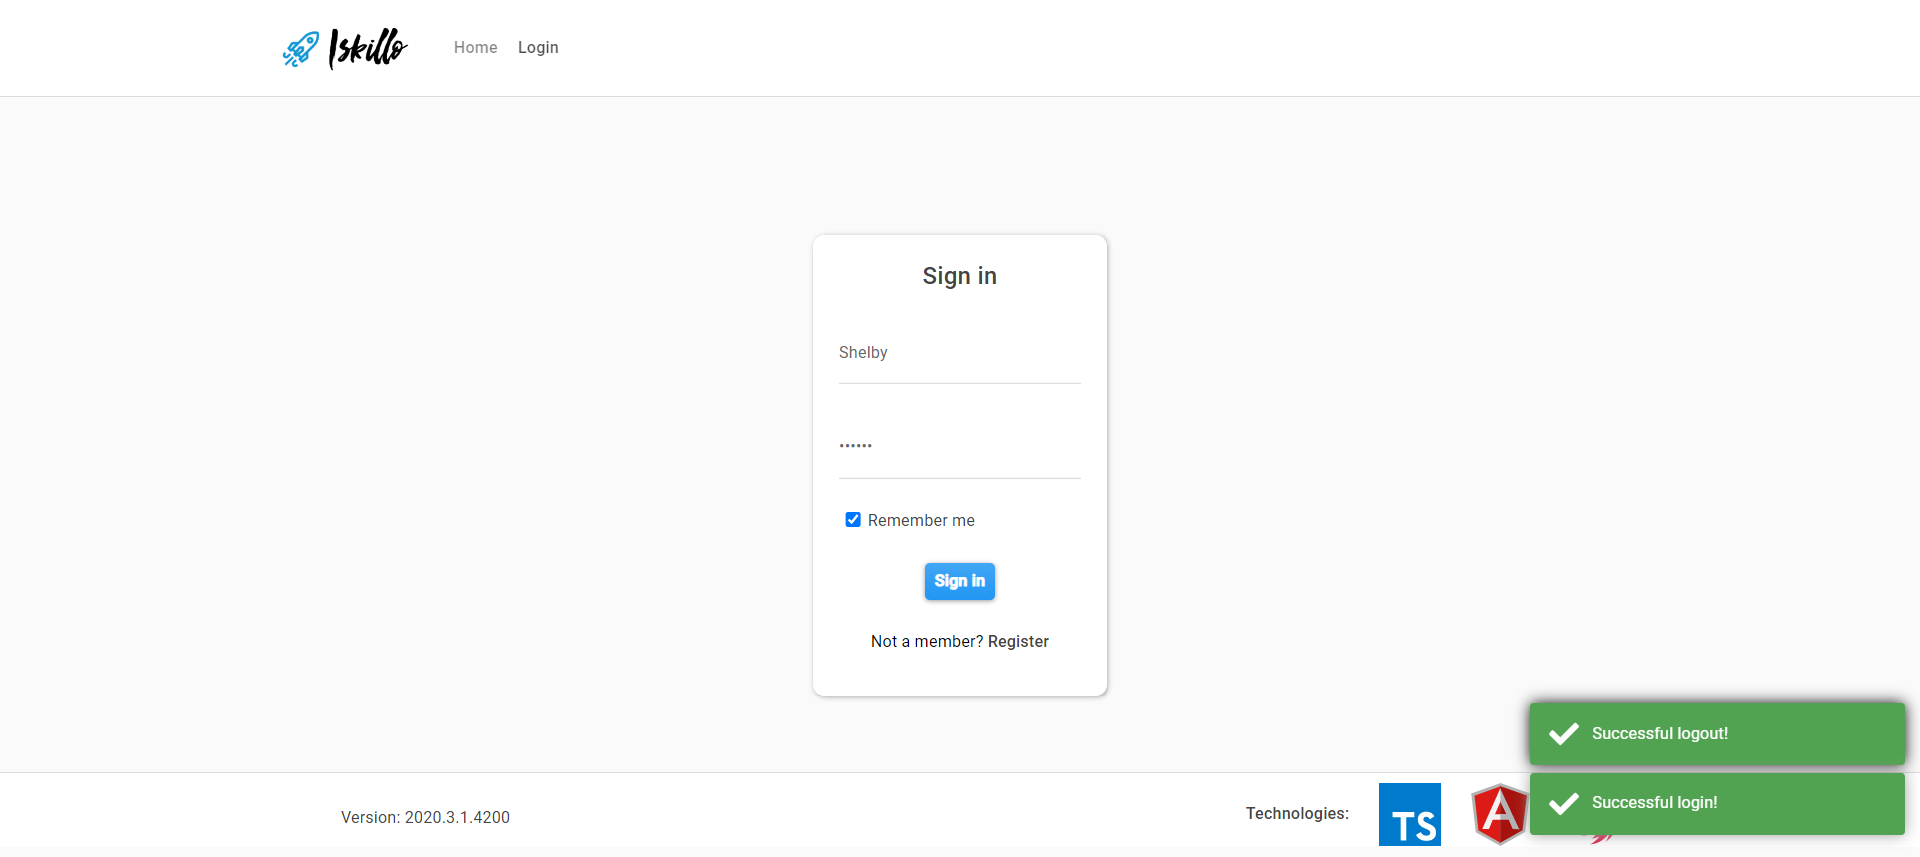 Iskillo
Home Login
Sign in
Shelby
••••••
Remember me
Sign in
Not a member? Register
Successful logout!
Successful login!
Version: 2020.3.1.4200
Technologies:
TS
A